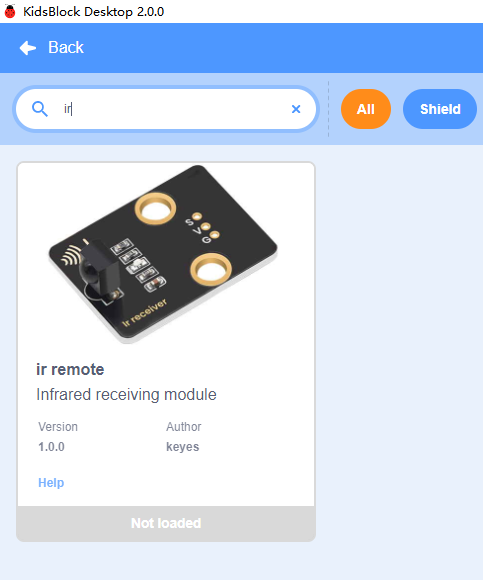 KidsBlock Desktop 2.0.0
Back
ir
All
Shield
S
V
G
ir receiver
ir remote
Infrared receiving module
Version
Author
1.0.0
keyes
Help
Not loaded